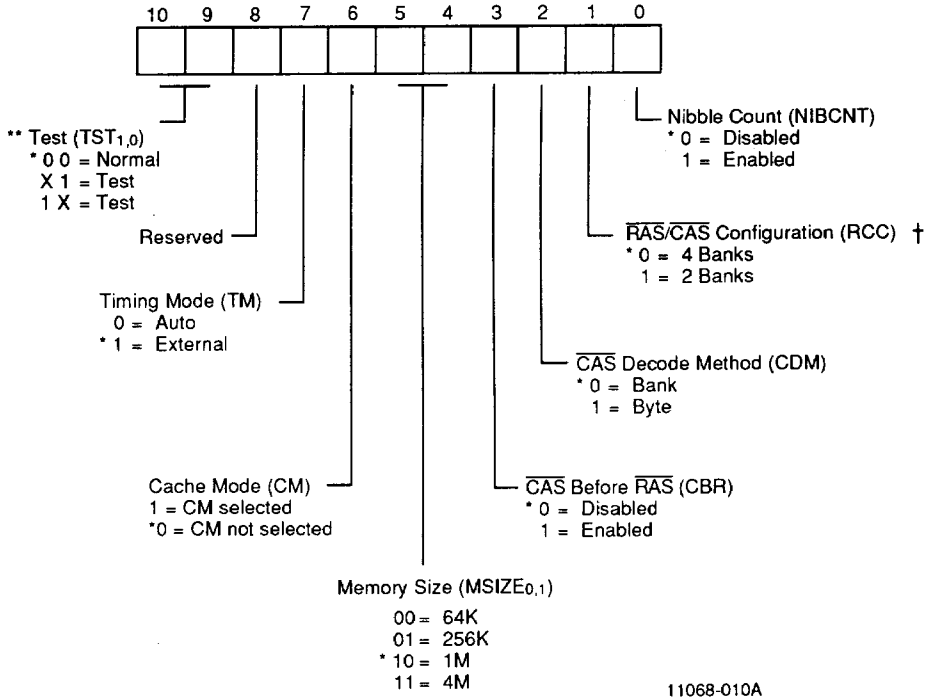 10 9 8 7 6 5 4 3 2 1 0
** Test (TST1,0)
* 0 0 = Normal
X 1 = Test
1 X = Test
Reserved
Timing Mode (TM)
0 = Auto
* 1 = External
Cache Mode (CM)
1 = CM selected
*0 = CM not selected
Memory Size (MSIZE0,1)
00 = 64K
01 = 256K
* 10 = 1M
11 = 4M
CAS Before RAS (CBR)
* 0 = Disabled
1 = Enabled
CAS Decode Method (CDM)
* 0 = Bank
1 = Byte
RAS/CAS Configuration (RCC) †
* 0 = 4 Banks
1 = 2 Banks
Nibble Count (NIBCNT)
* 0 = Disabled
1 = Enabled
11068-010A